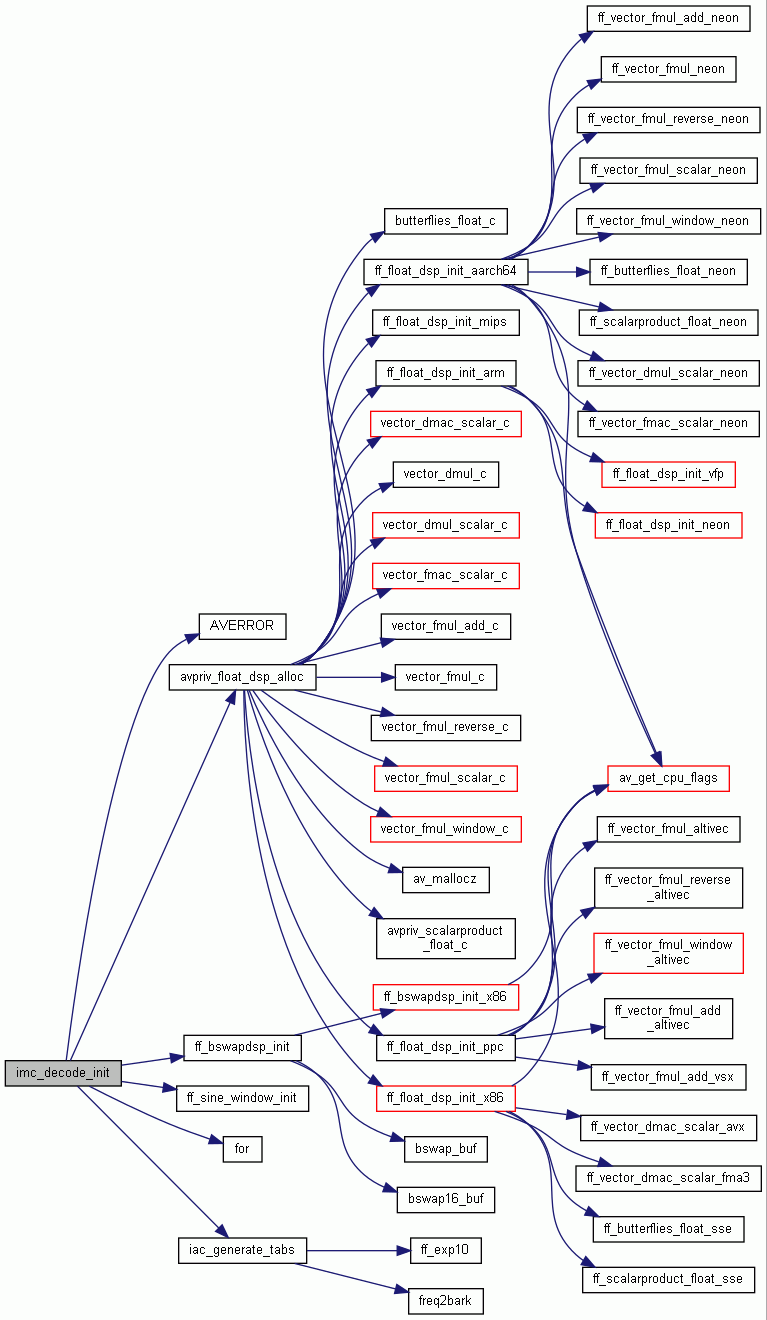 ff_vector_fmul_add_neon
ff_vector_fmul_neon
ff_vector_fmul_reverse_neon
ff_vector_fmul_scalar_neon
butterflies_float_c
ff_vector_fmul_window_neon
ff_float_dsp_init_aarch64
ff_butterflies_float_neon
ff_float_dsp_init_mips
ff_scalarproduct_float_neon
ff_float_dsp_init_arm
ff_vector_dmul_scalar_neon
vector_dmac_scalar_c
ff_vector_fmac_scalar_neon
vector_dmul_c
ff_float_dsp_init_vfp
vector_dmul_scalar_c
ff_float_dsp_init_neon
vector_fmac_scalar_c
AVERROR
vector_fmul_add_c
avpriv_float_dsp_alloc
vector_fmul_c
vector_fmul_reverse_c
vector_fmul_scalar_c
av_get_cpu_flags
vector_fmul_window_c
ff_vector_fmul_altivec
av_mallocz
ff_vector_fmul_reverse
_altivec
avpriv_scalarproduct
_float_c
ff_vector_fmul_window
_altivec
ff_bswapdsp_init_x86
ff_vector_fmul_add
_altivec
ff_bswapdsp_init
ff_float_dsp_init_ppc
imc_decode_init
ff_vector_fmul_add_vsx
ff_sine_window_init
ff_float_dsp_init_x86
ff_vector_dmac_scalar_avx
for
bswap_buf
ff_vector_dmac_scalar_fma3
bswap16_buf
ff_butterflies_float_sse
iac_generate_tabs
ff_exp10
ff_scalarproduct_float_sse
freq2bark